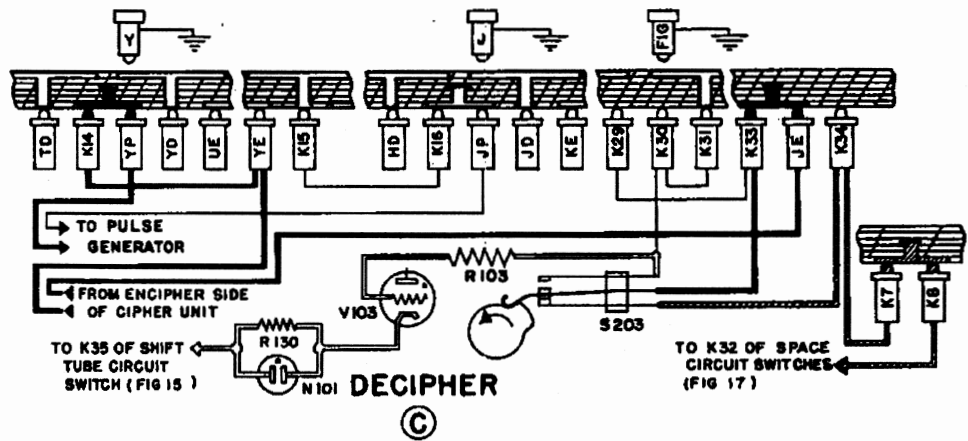 Y J FIG
TD K14 YP YD UE YE K15 HD K16 JP JD KE K29 K30 K31 K33 JE K34
TO PULSE
GENERATOR
FROM ENCIPHER SIDE
OF CIPHER UNIT
R103
V103
S203
K7 K8
R130
TO K35 OF SHIFT
TUBE CIRCUIT
SWITCH (FIG 15)
N101
TO K32 OF SPACE
CIRCUIT SWITCHES
(FIG 17)
DECIPHER
C